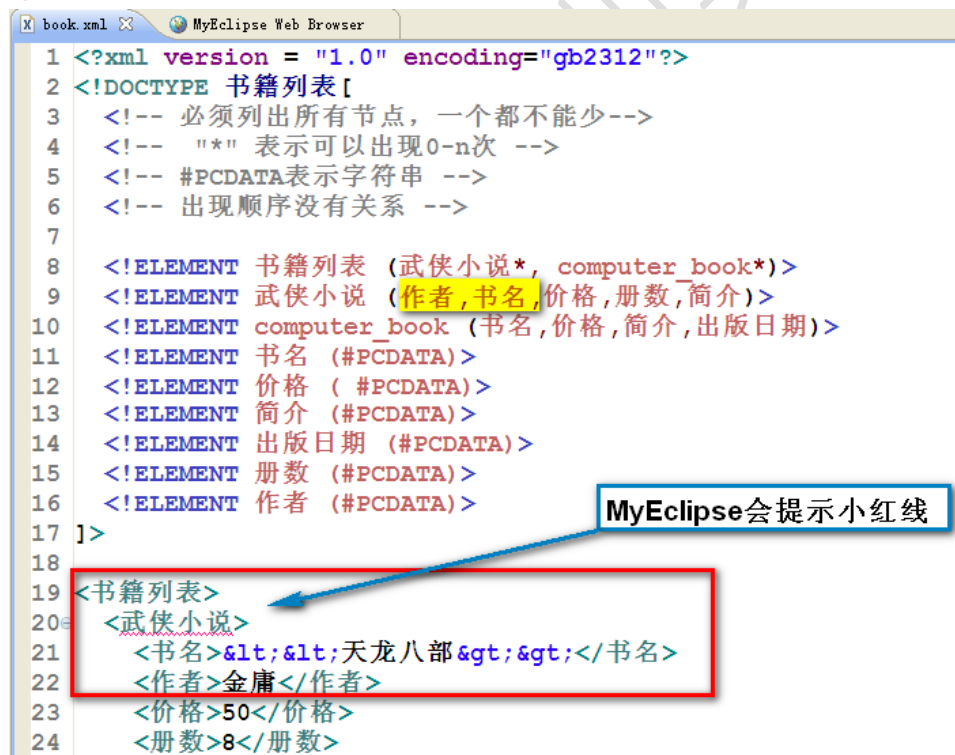 book.xml MyEclipse Web Browser
1 <?xml version = "1.0" encoding="gb2312"?>
2 <!DOCTYPE 书籍列表[
3 <!-- 必须列出所有节点，一个都不能少-->
4 <!-- "*" 表示可以出现0-n次 -->
5 <!-- #PCDATA表示字符串 -->
6 <!-- 出现顺序没有关系 -->
7
8 <!ELEMENT 书籍列表 (武侠小说*, computer_book*)>
9 <!ELEMENT 武侠小说 (作者,书名,价格,册数,简介)>
10 <!ELEMENT computer_book (书名,价格,简介,出版日期)>
11 <!ELEMENT 书名 (#PCDATA)>
12 <!ELEMENT 价格 ( #PCDATA)>
13 <!ELEMENT 简介 (#PCDATA)>
14 <!ELEMENT 出版日期 (#PCDATA)>
15 <!ELEMENT 册数 (#PCDATA)>
16 <!ELEMENT 作者 (#PCDATA)>
MyEclipse会提示小红线
17 ]>
18
19 <书籍列表>
20 <武侠小说>
21 <书名>&lt;&lt;天龙八部&gt;&gt;</书名>
22 <作者>金庸</作者>
23 <价格>50</价格>
24 <册数>8</册数>